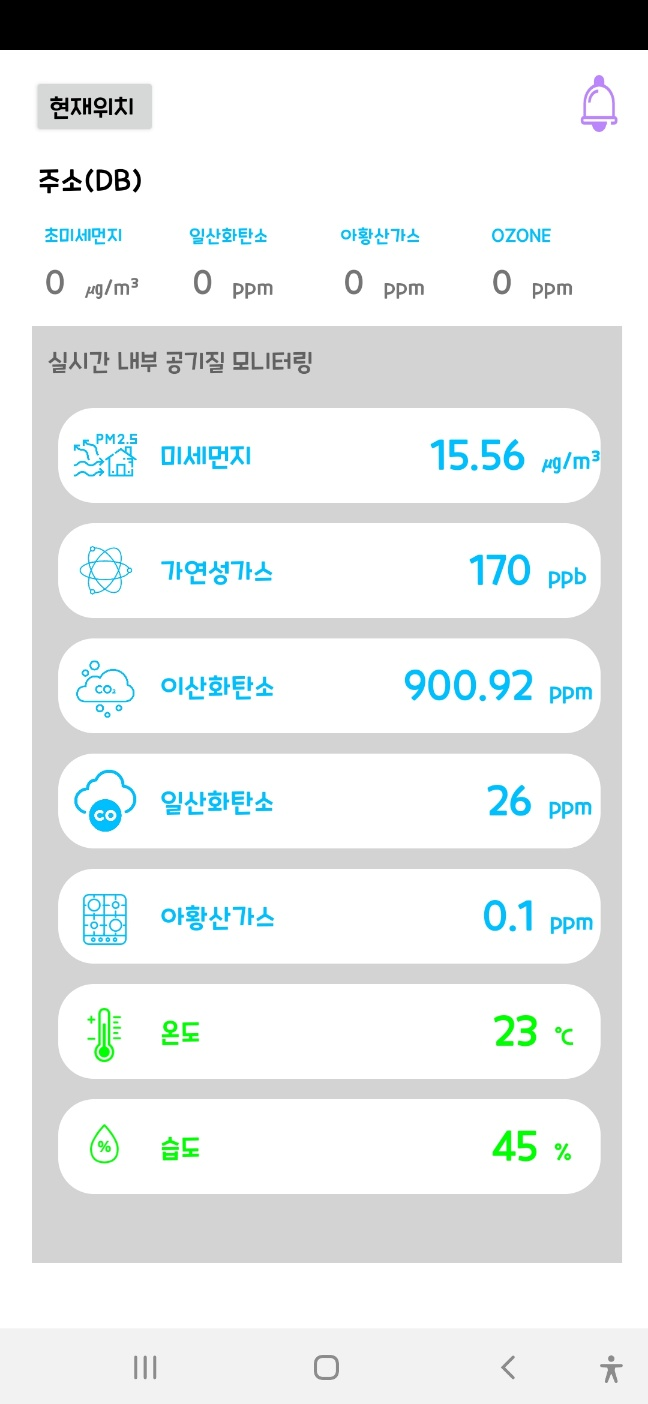 현재위치
주소(DB)
초미세먼지 일산화탄소 아황산가스 OZONE
0 μg/m³ 0 ppm 0 ppm 0 ppm
실시간 내부 공기질 모니터링
PM2.5 미세먼지 15.56 μg/m³
가연성가스 170 ppb
CO₂ 이산화탄소 900.92 ppm
CO 일산화탄소 26 ppm
아황산가스 0.1 ppm
온도 23 ℃
% 습도 45 %